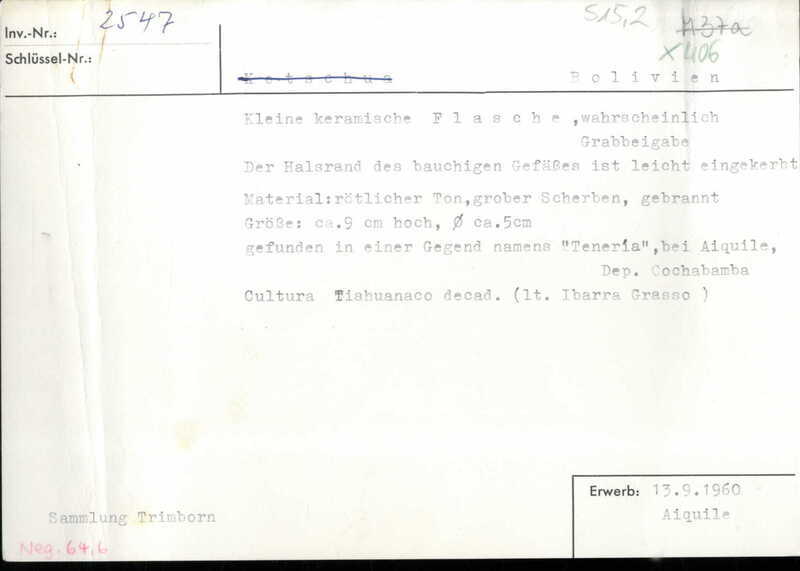 Inv.-Nr.: 2547
S15,2 A37a
Schlüssel-Nr.:
X 406
Ketschua Bolivien
Kleine keramische F l a s c h e ,wahrscheinlich
Grabbeigabe
Der Halsrand des bauchigen Gefäßes ist leicht eingekerbt
Material:rötlicher Ton,grober Scherben, gebrannt
Größe: ca.9 cm hoch, Ø ca.5cm
gefunden in einer Gegend namens "Tenería",bei Aiquile,
Dep. Cochabamba
Cultura Tiahuanaco decad. (lt. Ibarra Grasso )
Erwerb: 13.9.1960
Aiquile
Sammlung Trimborn
Neg. 64,6